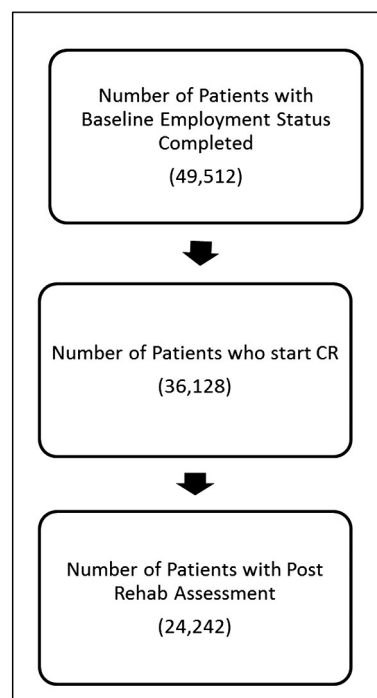 Number of Patients with
Baseline Employment Status
Completed
(49,512)
Number of Patients who start CR
(36,128)
Number of Patients with Post
Rehab Assessment
(24,242)